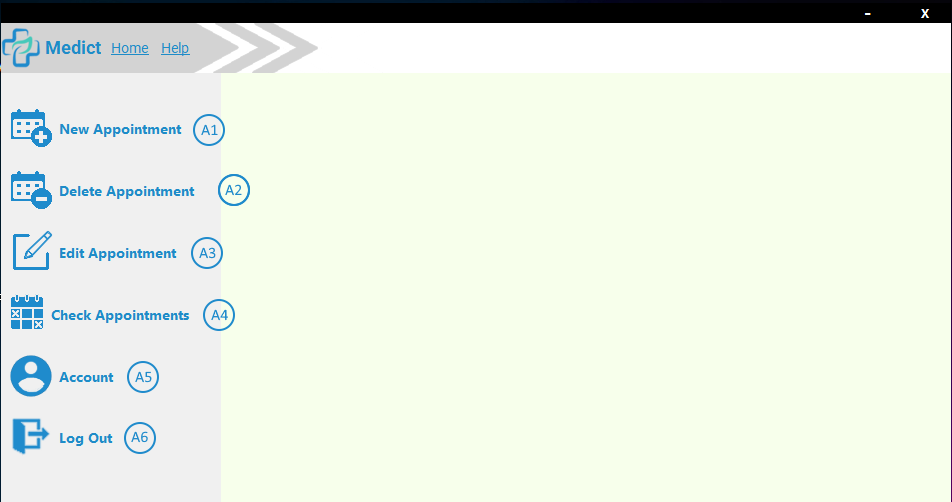 – X
Medict Home Help
New Appointment A1
Delete Appointment A2
Edit Appointment A3
Check Appointments A4
Account A5
Log Out A6